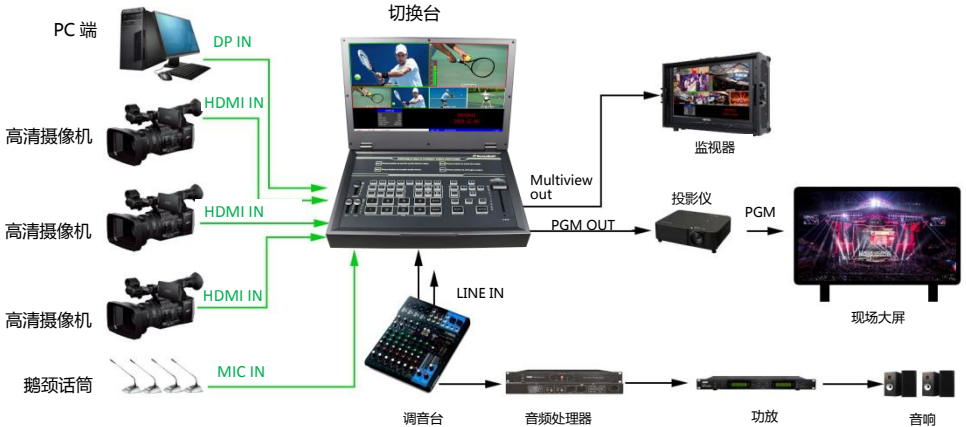 切换台
PC 端
DP IN
HDMI IN
高清摄像机
监视器
Multiview
out
投影仪
HDMI IN
PGM
高清摄像机
PGM OUT
HDMI IN
LINE IN
高清摄像机
现场大屏
MIC IN
鹅颈话筒
调音台
音频处理器
功放
音响